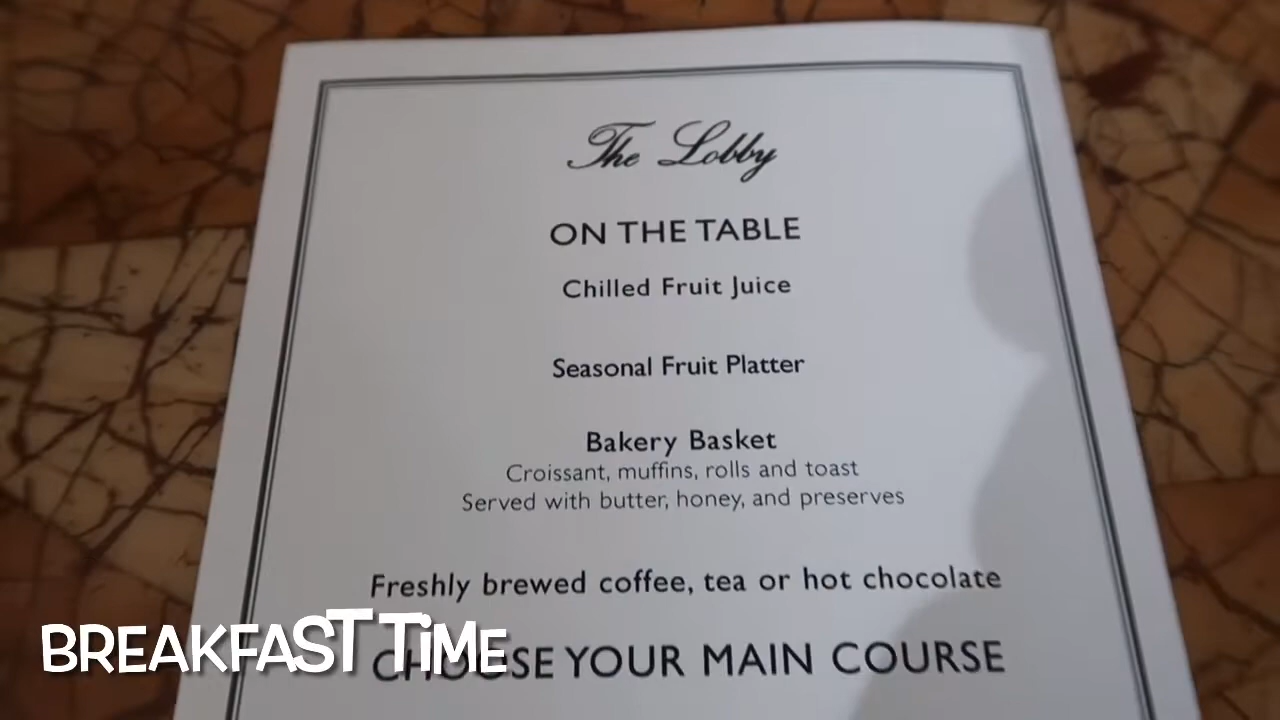 The Lobby
ON THE TABLE
Chilled Fruit Juice
Seasonal Fruit Platter
Bakery Basket
Croissant, muffins, rolls and toast
Served with butter, honey, and preserves
Freshly brewed coffee, tea or hot chocolate
CHOOSE YOUR MAIN COURSE
BREAKFAST TiME